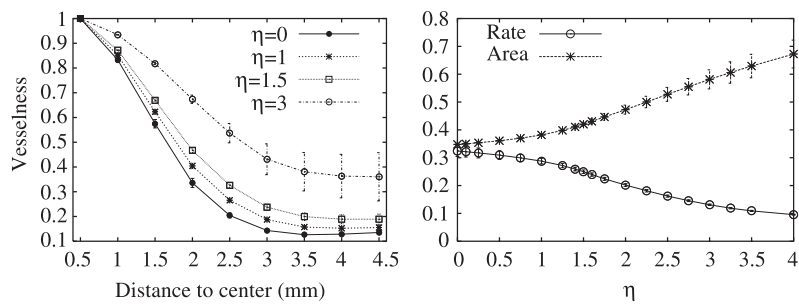 1
0.9
0.8
0.7
0.6
0.5
0.4
0.3
0.2
0.1
Vesselness
η=0
η=1
η=1.5
η=3
0.5 1 1.5 2 2.5 3 3.5 4 4.5
Distance to center (mm)
0.8
0.7
0.6
0.5
0.4
0.3
0.2
0.1
0
Rate
Area
0 0.5 1 1.5 2 2.5 3 3.5 4
η